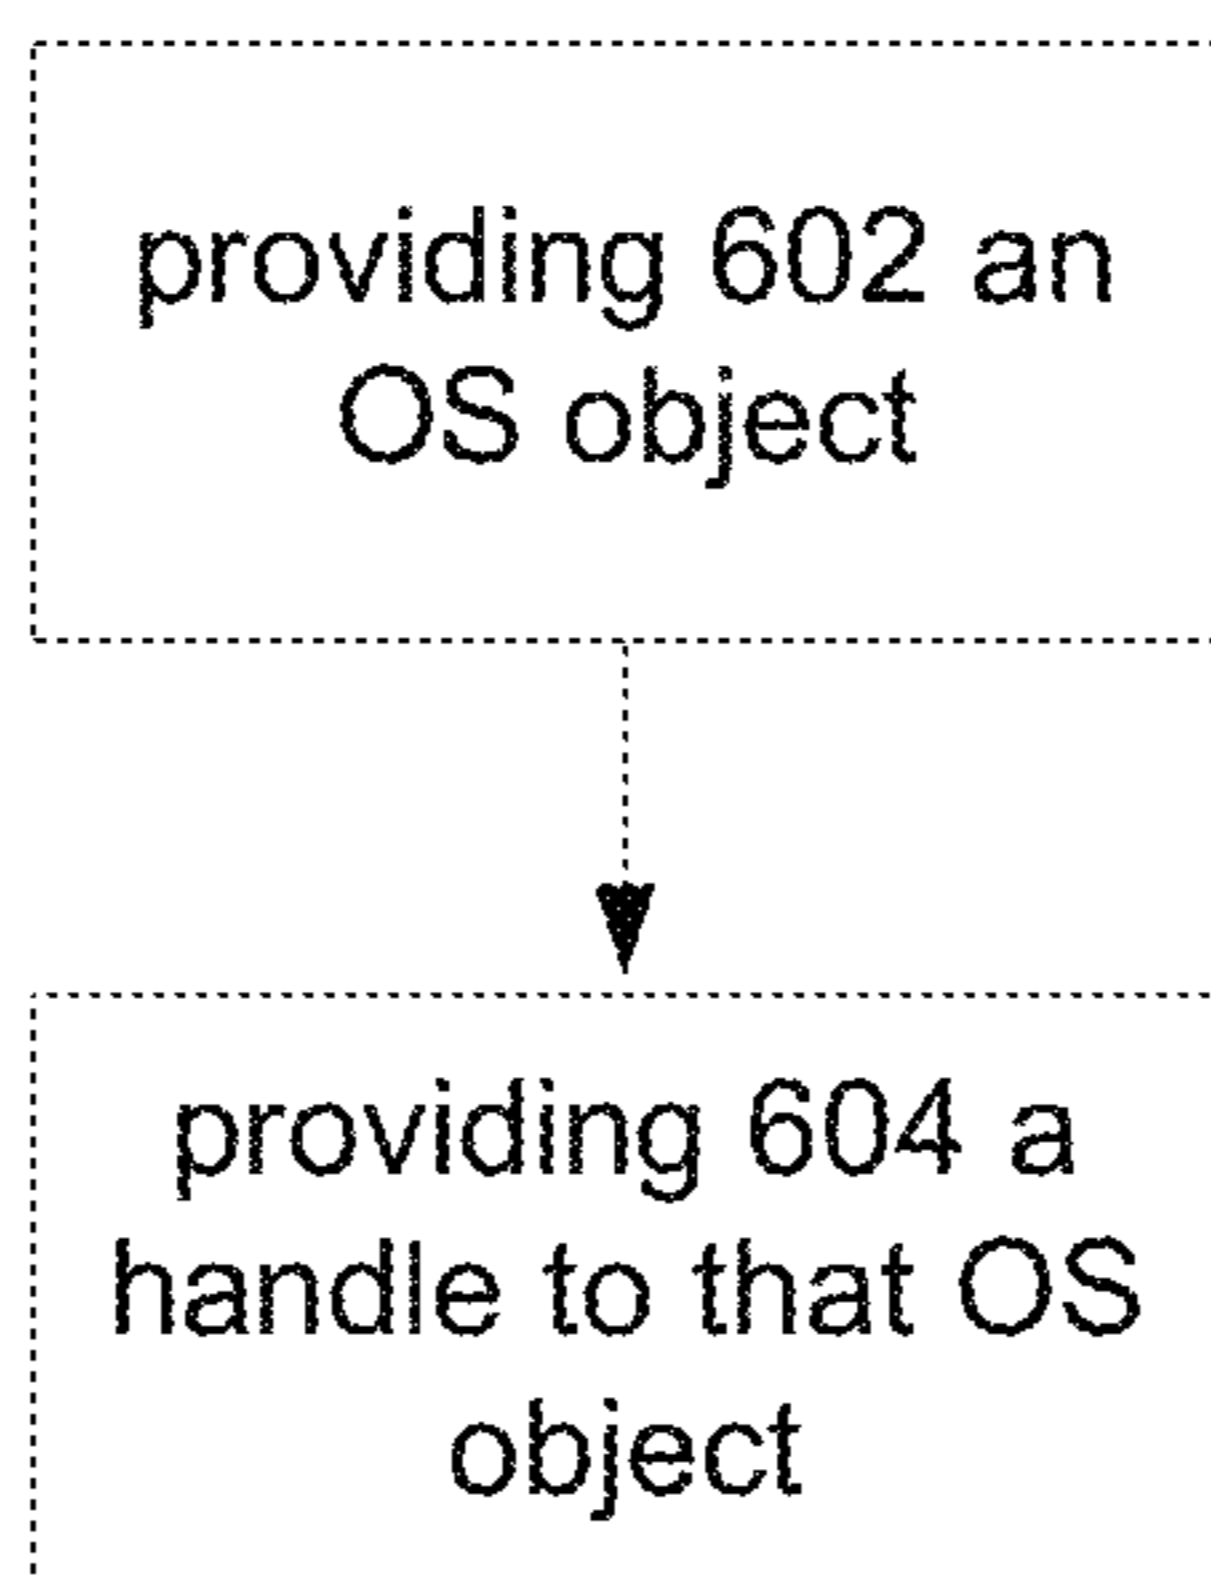 providing 602 an
OS object
providing 604 a
handle to that OS
object